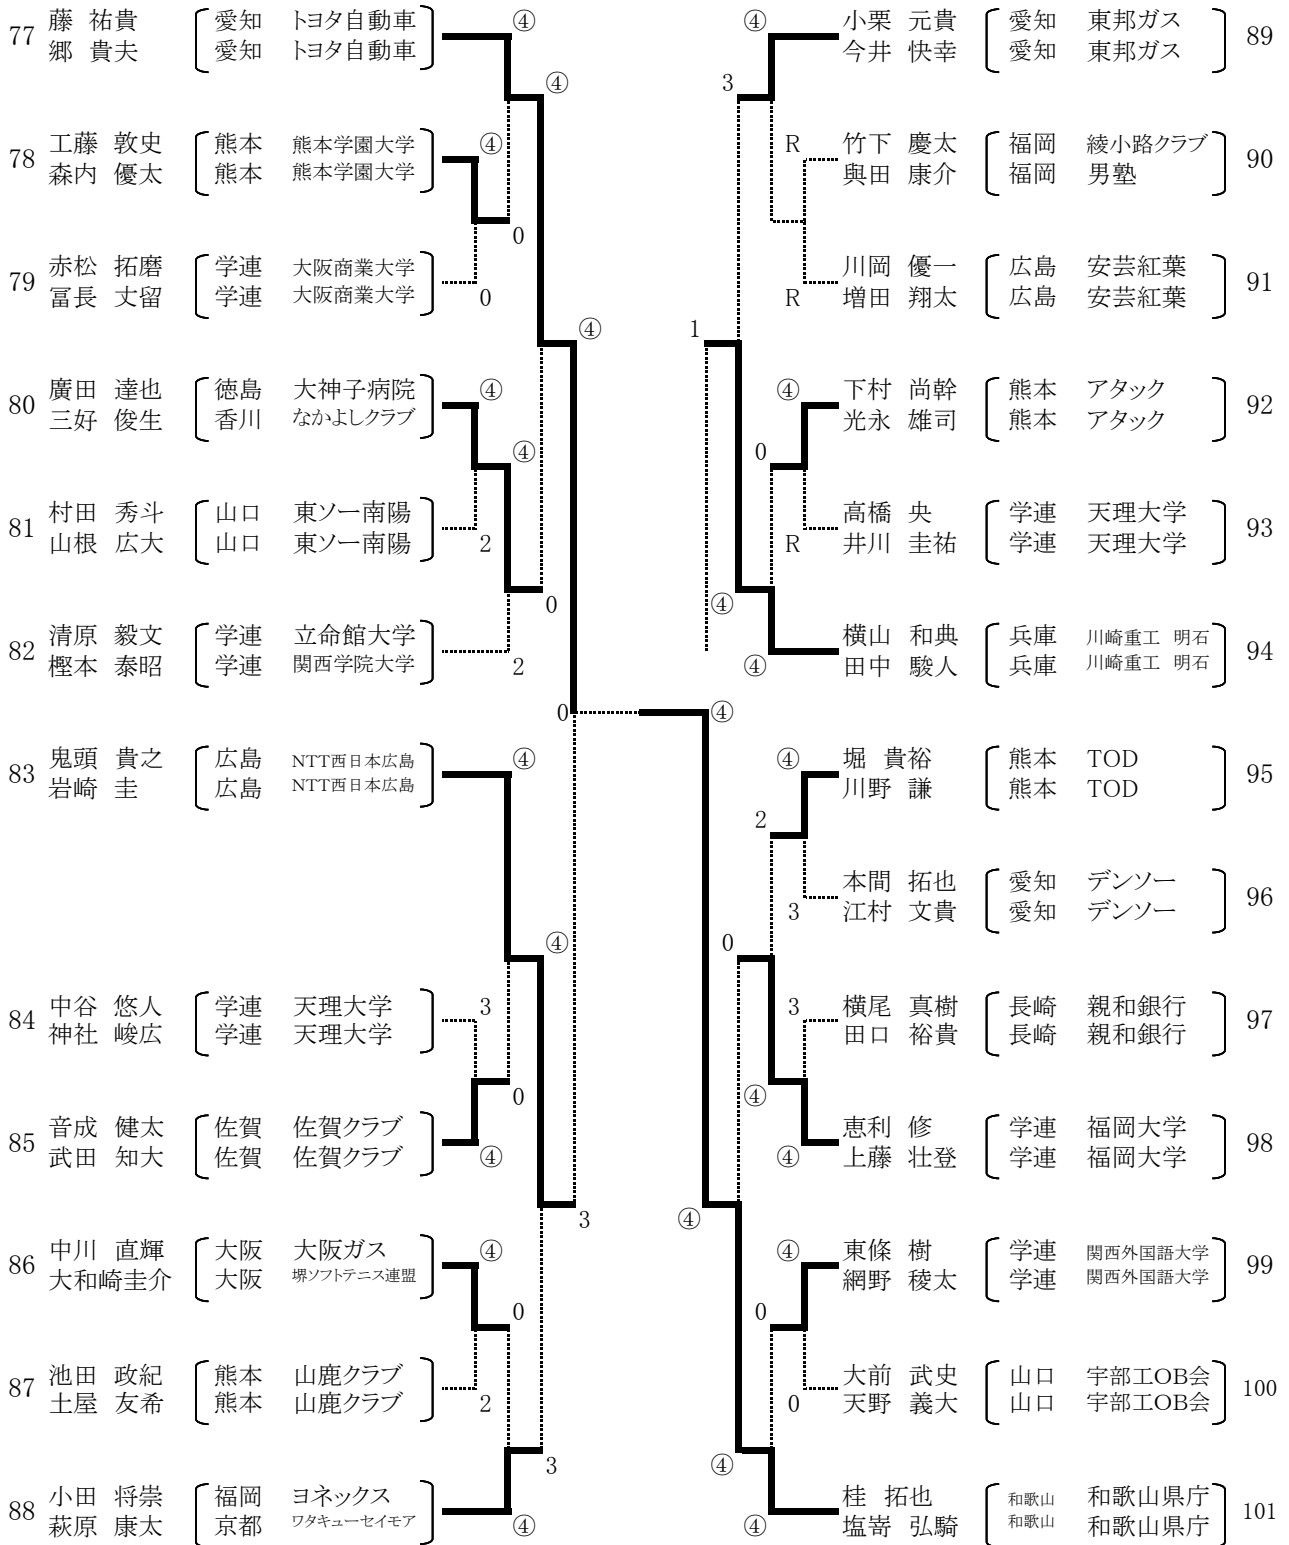 77 藤 祐貴 愛知 トヨタ自動車 ④
郷 貴夫 愛知 トヨタ自動車
④
78 工藤 敦史 熊本 熊本学園大学 ④
森内 優太 熊本 熊本学園大学
0
79 赤松 拓磨 学連 大阪商業大学
冨長 丈留 学連 大阪商業大学 0
④
80 廣田 達也 徳島 大神子病院 ④
三好 俊生 香川 なかよしクラブ
④
81 村田 秀斗 山口 東ソー南陽
山根 広大 山口 東ソー南陽 2
0
82 清原 毅文 学連 立命館大学
樫本 泰昭 学連 関西学院大学 2
0
83 鬼頭 貴之 広島 NTT西日本広島 ④
岩崎 圭 広島 NTT西日本広島
④
84 中谷 悠人 学連 天理大学 3
神社 峻広 学連 天理大学
0
85 音成 健太 佐賀 佐賀クラブ
武田 知大 佐賀 佐賀クラブ ④
3
86 中川 直輝 大阪 大阪ガス ④
大和崎圭介 大阪 堺ソフトテニス連盟
0
87 池田 政紀 熊本 山鹿クラブ
土屋 友希 熊本 山鹿クラブ 2
3
88 小田 将崇 福岡 ヨネックス
萩原 康太 京都 ワタキューセイモア ④
④ 小栗 元貴 愛知 東邦ガス 89
今井 快幸 愛知 東邦ガス
3
R 竹下 慶太 福岡 綾小路クラブ 90
與田 康介 福岡 男塾
川岡 優一 広島 安芸紅葉 91
R 増田 翔太 広島 安芸紅葉
1
④ 下村 尚幹 熊本 アタック 92
光永 雄司 熊本 アタック
0
高橋 央 学連 天理大学 93
R 井川 圭祐 学連 天理大学
④
横山 和典 兵庫 川崎重工 明石 94
④ 田中 駿人 兵庫 川崎重工 明石
④
④ 堀 貴裕 熊本 TOD 95
川野 謙 熊本 TOD
2
本間 拓也 愛知 デンソー 96
3 江村 文貴 愛知 デンソー
0
3 横尾 真樹 長崎 親和銀行 97
田口 裕貴 長崎 親和銀行
④
恵利 修 学連 福岡大学 98
④ 上藤 壮登 学連 福岡大学
④
④ 東條 樹 学連 関西外国語大学 99
網野 稜太 学連 関西外国語大学
0
大前 武史 山口 宇部工OB会 100
0 天野 義大 山口 宇部工OB会
④
桂 拓也 和歌山 和歌山県庁 101
④ 塩嵜 弘騎 和歌山 和歌山県庁